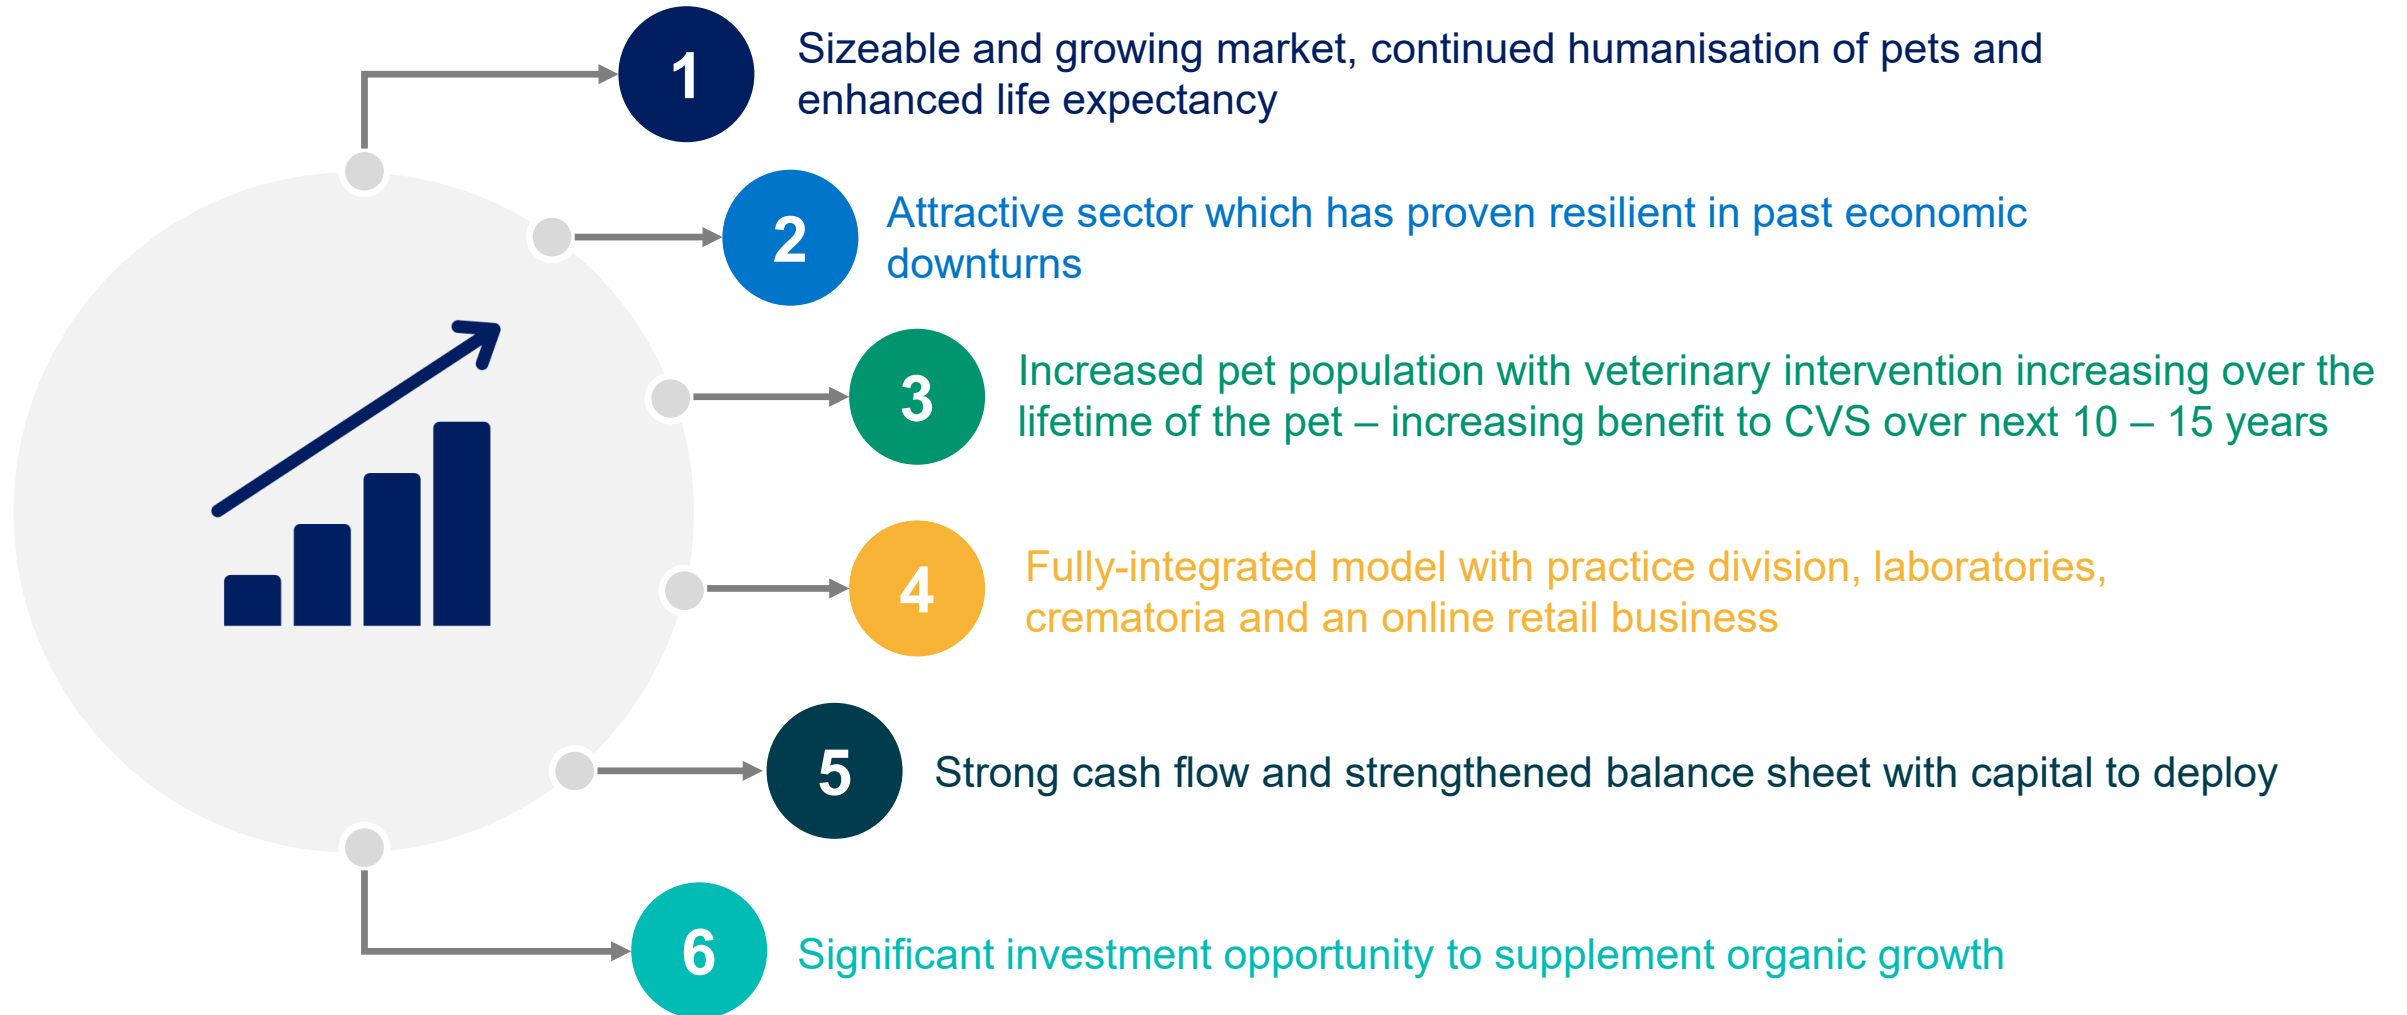 1
Sizeable and growing market, continued humanisation of pets and
enhanced life expectancy
2
Attractive sector which has proven resilient in past economic
downturns
3
Increased pet population with veterinary intervention increasing over the
lifetime of the pet – increasing benefit to CVS over next 10 – 15 years
4
Fully-integrated model with practice division, laboratories,
crematoria and an online retail business
5
Strong cash flow and strengthened balance sheet with capital to deploy
6
Significant investment opportunity to supplement organic growth